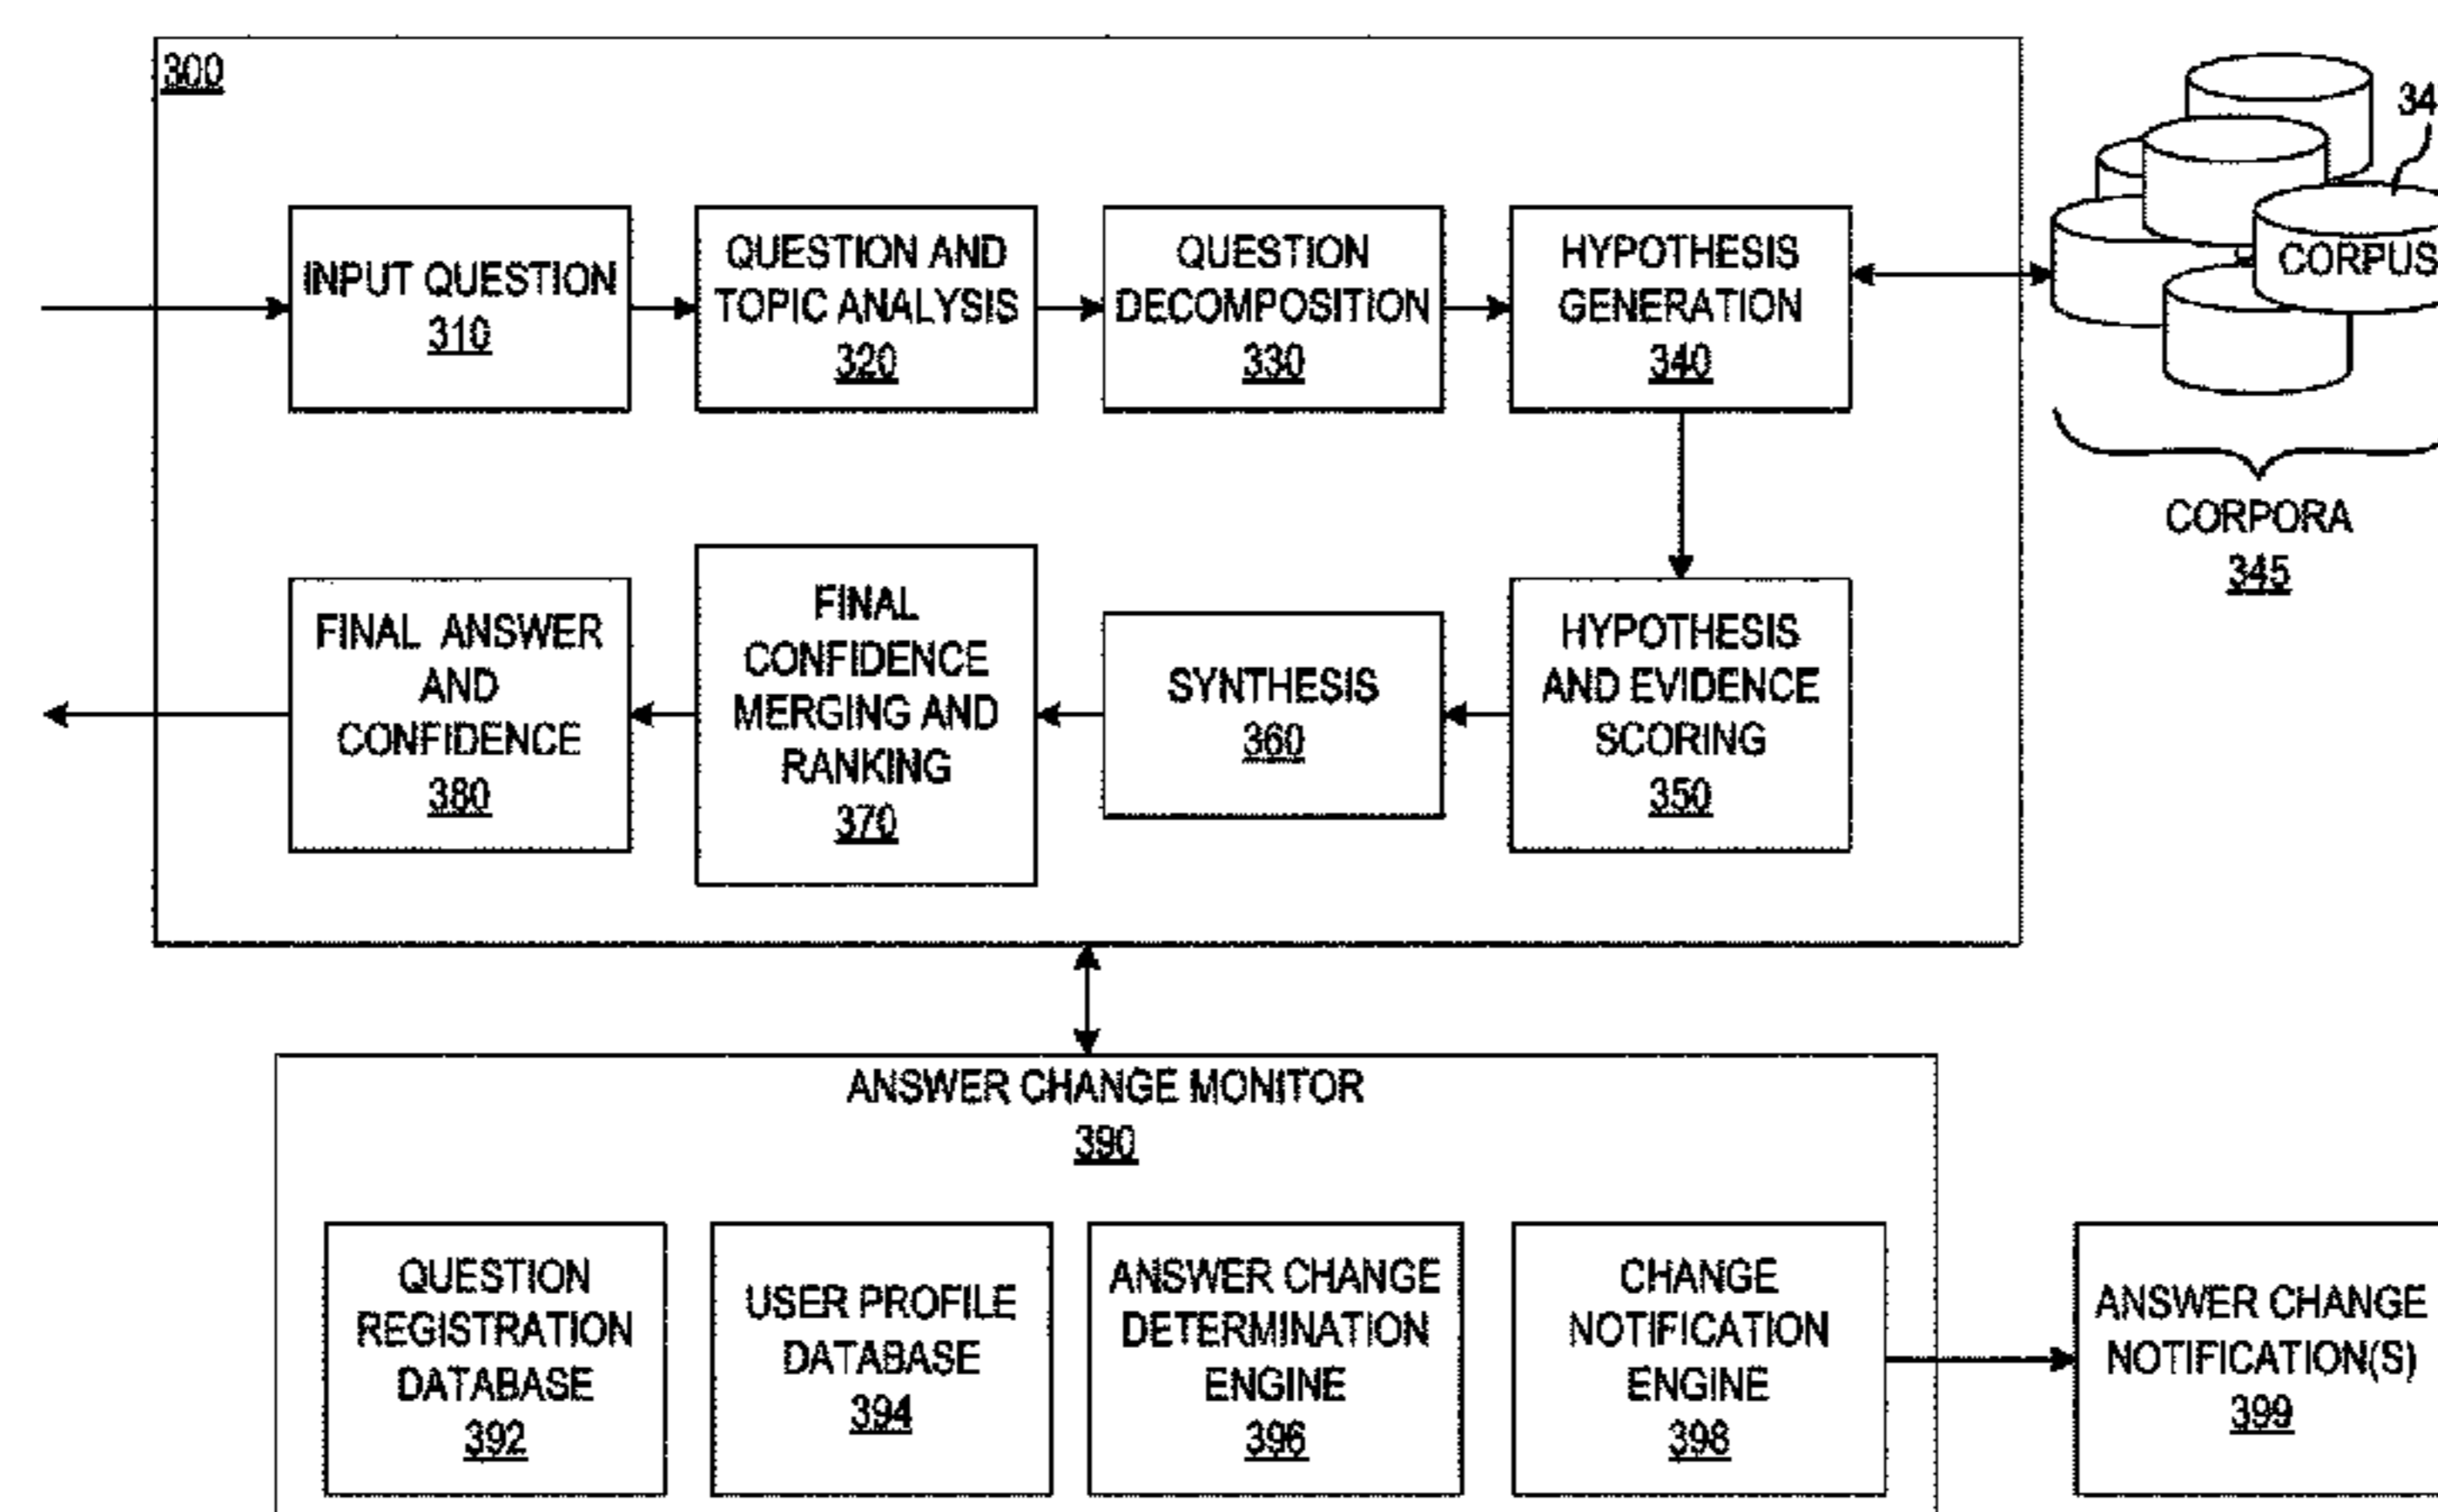 300
INPUT QUESTION
310
QUESTION AND
TOPIC ANALYSIS
320
QUESTION
DECOMPOSITION
330
HYPOTHESIS
GENERATION
340
34
CORPUS
CORPORA
345
FINAL ANSWER
AND
CONFIDENCE
380
FINAL
CONFIDENCE
MERGING AND
RANKING
370
SYNTHESIS
360
HYPOTHESIS
AND EVIDENCE
SCORING
350
ANSWER CHANGE MONITOR
390
QUESTION
REGISTRATION
DATABASE
392
USER PROFILE
DATABASE
394
ANSWER CHANGE
DETERMINATION
ENGINE
396
CHANGE
NOTIFICATION
ENGINE
398
ANSWER CHANGE
NOTIFICATION(S)
399